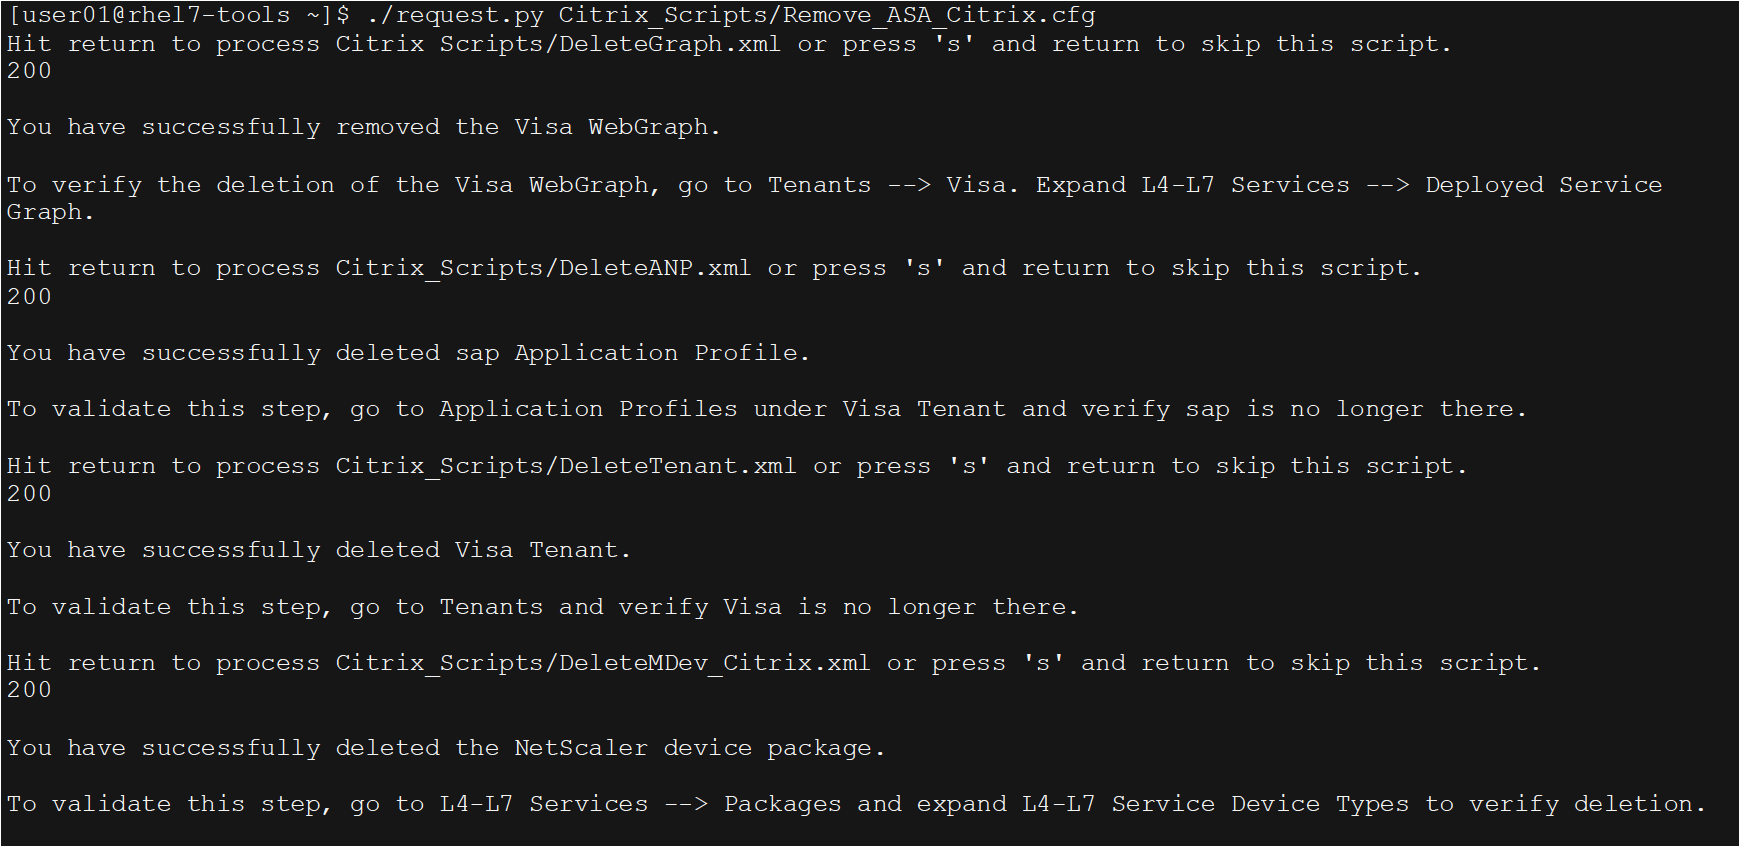 [user01@rhel7-tools ~]$ ./request.py Citrix_Scripts/Remove_ASA_Citrix.cfg
Hit return to process Citrix Scripts/DeleteGraph.xml or press 's' and return to skip this script.
200
You have successfully removed the Visa WebGraph.
To verify the deletion of the Visa WebGraph, go to Tenants --> Visa. Expand L4-L7 Services --> Deployed Service
Graph.
Hit return to process Citrix_Scripts/DeleteANP.xml or press 's' and return to skip this script.
200
You have successfully deleted sap Application Profile.
To validate this step, go to Application Profiles under Visa Tenant and verify sap is no longer there.
Hit return to process Citrix_Scripts/DeleteTenant.xml or press 's' and return to skip this script.
200
You have successfully deleted Visa Tenant.
To validate this step, go to Tenants and verify Visa is no longer there.
Hit return to process Citrix_Scripts/DeleteMDev_Citrix.xml or press 's' and return to skip this script.
200
You have successfully deleted the NetScaler device package.
To validate this step, go to L4-L7 Services --> Packages and expand L4-L7 Service Device Types to verify deletion.